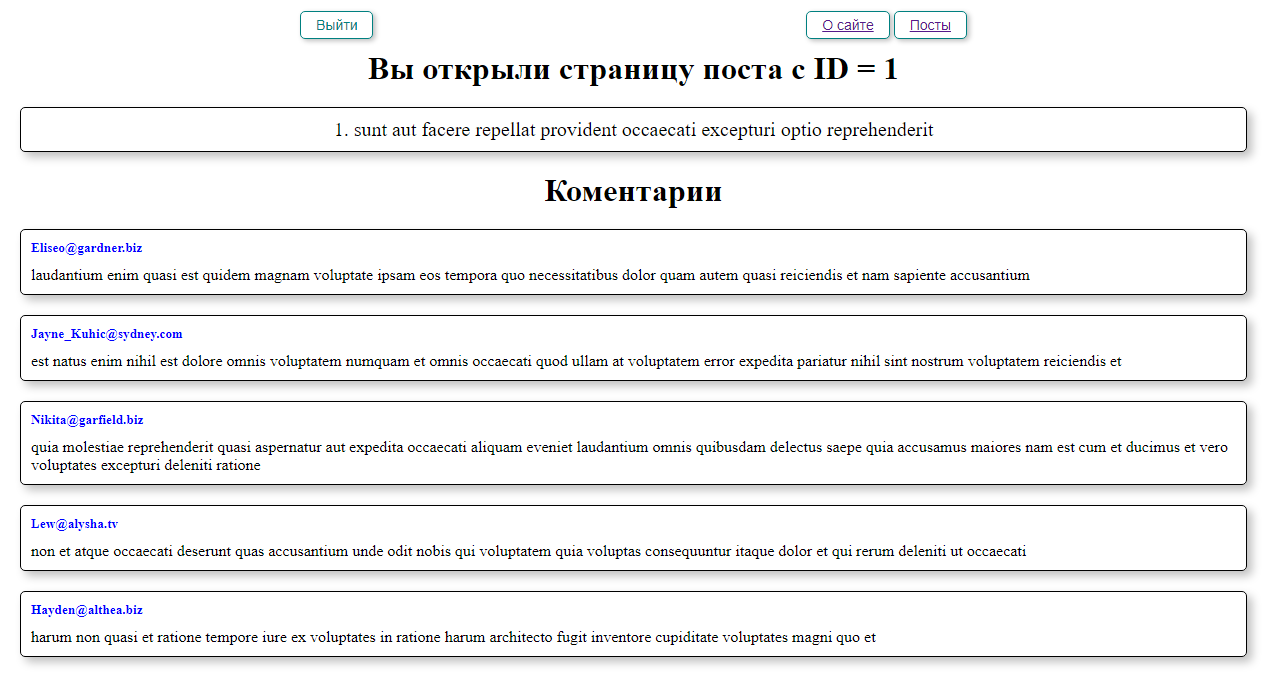 Выйти О сайте Посты
Вы открыли страницу поста с ID = 1
1. sunt aut facere repellat provident occaecati excepturi optio reprehenderit
Коментарии
Eliseo@gardner.biz
laudantium enim quasi est quidem magnam voluptate ipsam eos tempora quo necessitatibus dolor quam autem quasi reiciendis et nam sapiente accusantium
Jayne_Kuhic@sydney.com
est natus enim nihil est dolore omnis voluptatem numquam et omnis occaecati quod ullam at voluptatem error expedita pariatur nihil sint nostrum voluptatem reiciendis et
Nikita@garfield.biz
quia molestiae reprehenderit quasi aspernatur aut expedita occaecati aliquam eveniet laudantium omnis quibusdam delectus saepe quia accusamus maiores nam est cum et ducimus et vero
voluptates excepturi deleniti ratione
Lew@alysha.tv
non et atque occaecati deserunt quas accusantium unde odit nobis qui voluptatem quia voluptas consequuntur itaque dolor et qui rerum deleniti ut occaecati
Hayden@althea.biz
harum non quasi et ratione tempore iure ex voluptates in ratione harum architecto fugit inventore cupiditate voluptates magni quo et